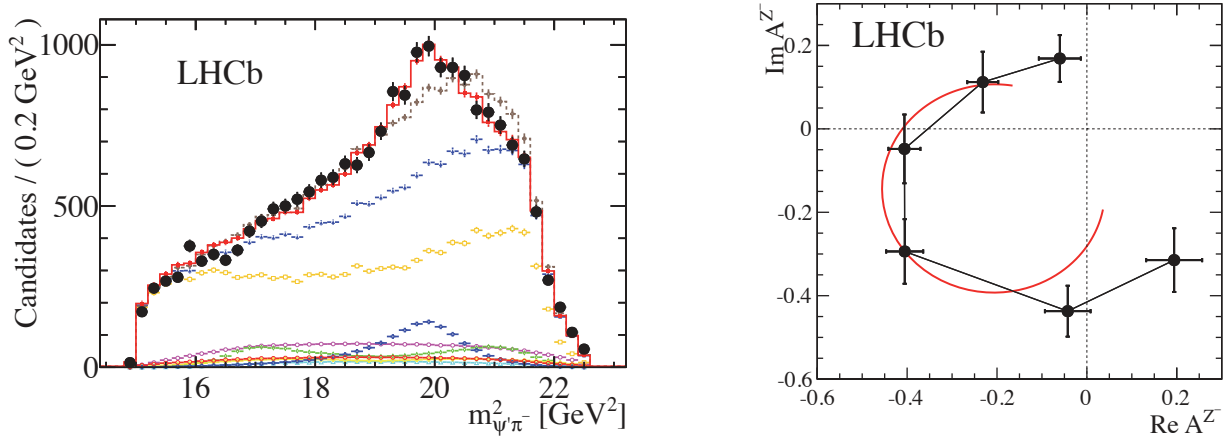 Candidates / ( 0.2 GeV² )
1000
500
0
LHCb
16
18
20
22
m²ψ'π⁻ [GeV²]
Im A^Z⁻
LHCb
0.2
0
-0.2
-0.4
-0.6
-0.6
-0.4
-0.2
0
0.2
Re A^Z⁻